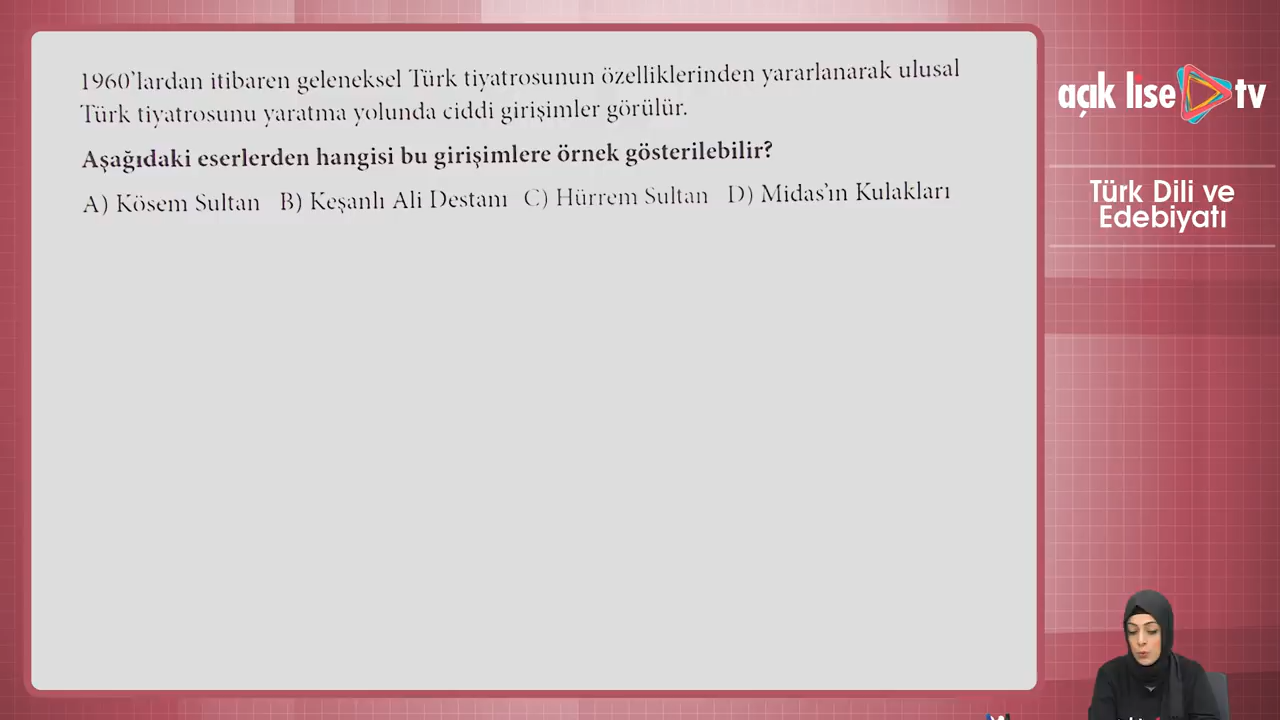 1960’lardan itibaren geleneksel Türk tiyatrosunun özelliklerinden yararlanarak ulusal
Türk tiyatrosunu yaratma yolunda ciddi girişimler görülür.
Aşağıdaki eserlerden hangisi bu girişimlere örnek gösterilebilir?
A) Kösem Sultan B) Keşanlı Ali Destanı C) Hürrem Sultan D) Midas’ın Kulakları
açık lise tv
Türk Dili ve
Edebiyatı